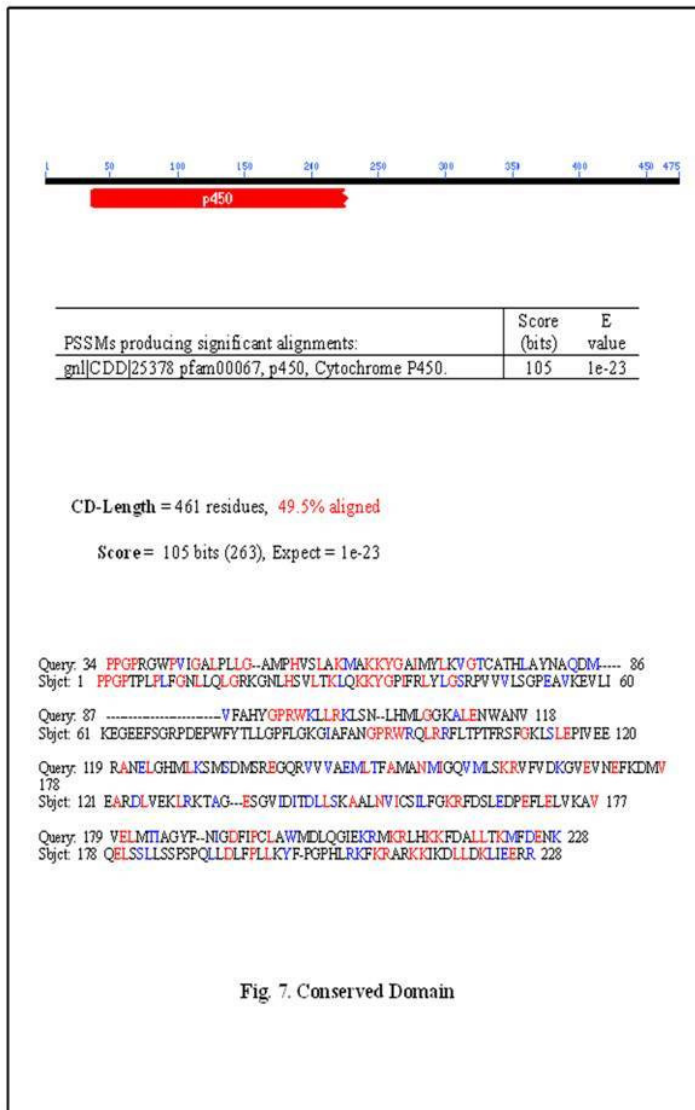 1 50 100 150 200 250 300 350 400 450 475
p450
PSSMs producing significant alignments: Score (bits) E value
gnl|CDD|25378 pfam00067, p450, Cytochrome P450. 105 1e-23
CD-Length = 461 residues, 49.5% aligned
Score = 105 bits (263), Expect = 1e-23
Query: 34 PPGPRGWPVIGALPLLG--AMPHVSLAKMAKKYGAIMYLKVGTCATHLAYNAQDM----- 86
Sbjct: 1 PPGPTPLPLFGNLLQLGRKGNLHSVLTKLQKKYGPIFRLYLGSRPVVVLSGPEAVKEVLI 60
Query: 87 -------------------------VFAHYGPRWKLLRKLSN--LHMLGGKALENWANV 118
Sbjct: 61 KEGEEFSGRPDEPWFYTLLGPFLGKGIAFANGPRWRQLRRFLTPTFRSFGKLSLEPIVEE 120
Query: 119 RANELGHMLKSMSDMSREGQRVVVAEMLTFAMANMIGQVMLSKRVFVDKGVEVNEFKDMV
178
Sbjct: 121 EARDLVEKLRKTAG---ESGVIDITDLLSKAALNVICSILFGKRFDSLEDPEFLELVKAV 177
Query: 179 VELMTIAGYF--NIGDFIPCLAWMDLQGIEKRMKRLHKKFDALLTKMFDENK 228
Sbjct: 178 QELSSLLSSPSPQLLDLFPLLKYF-PGPHLRKFKRARKKIKDLLDKLIEERR 228
Fig. 7. Conserved Domain